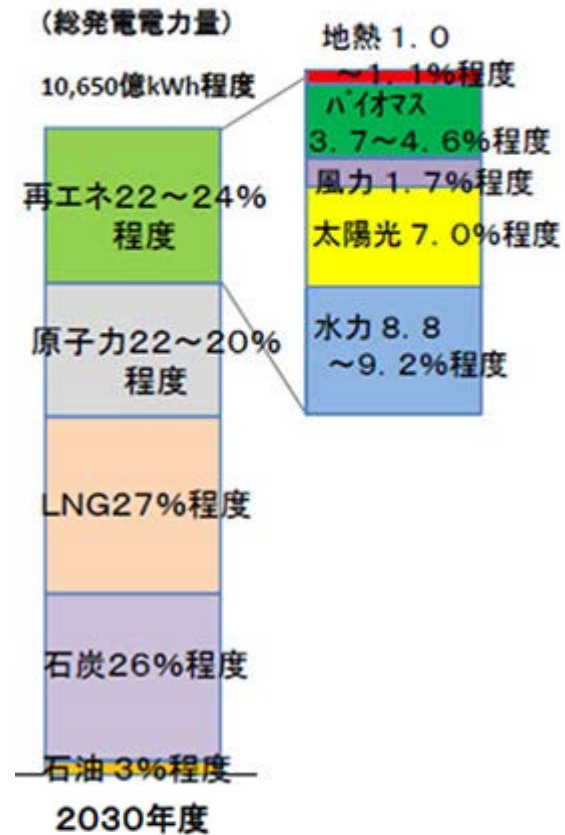 (総発電電力量)
10,650億kWh程度
再エネ22～24%
程度
原子力22～20%
程度
LNG27%程度
石炭26%程度
石油 3%程度
2030年度
地熱 1.0
～1.1%程度
バイオマス
3.7～4.6%程度
風力 1.7%程度
太陽光 7.0%程度
水力 8.8
～9.2%程度